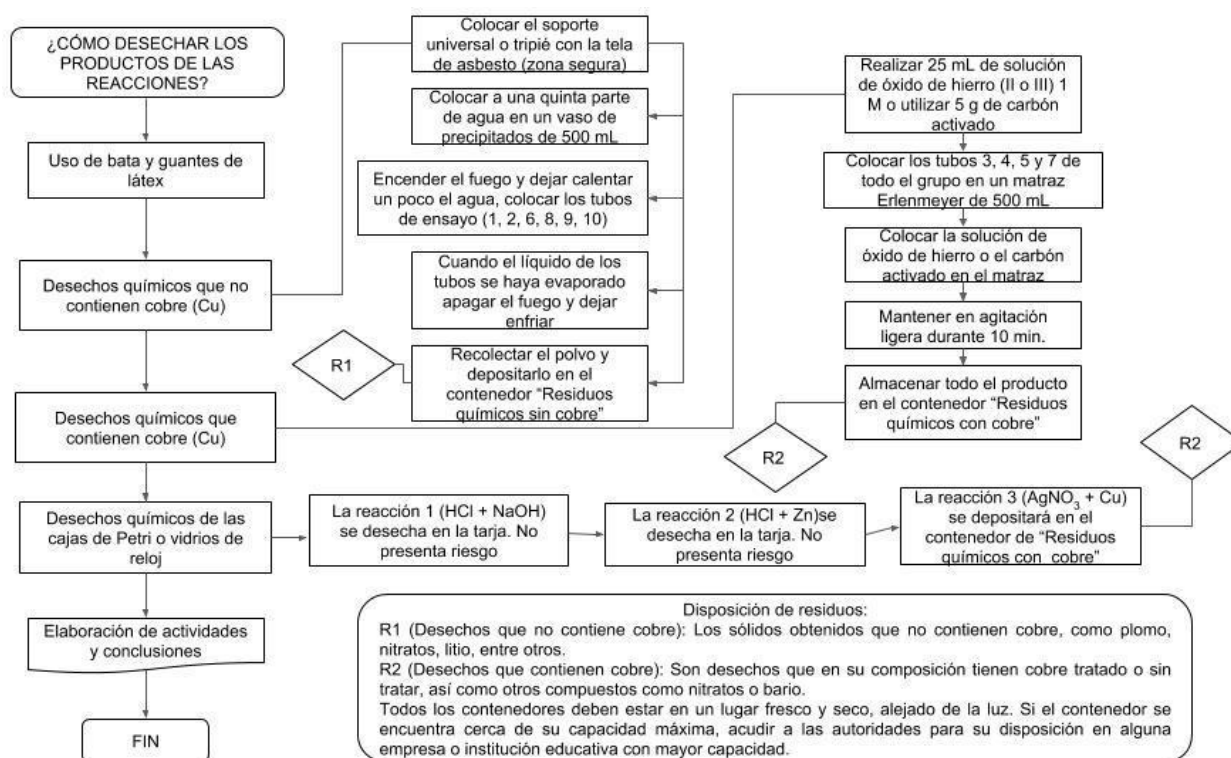 ¿CÓMO DESECHAR LOS
PRODUCTOS DE LAS
REACCIONES?
Uso de bata y guantes de
látex
Desechos químicos que no
contienen cobre (Cu)
Desechos químicos que
contienen cobre (Cu)
Desechos químicos de las
cajas de Petri o vidrios de
reloj
Elaboración de actividades
y conclusiones
FIN
Colocar el soporte
universal o tripié con la tela
de asbesto (zona segura)
Colocar a una quinta parte
de agua en un vaso de
precipitados de 500 mL
Encender el fuego y dejar calentar
un poco el agua, colocar los tubos
de ensayo (1, 2, 6, 8, 9, 10)
Cuando el líquido de los
tubos se haya evaporado
apagar el fuego y dejar
enfriar
R1
Recolectar el polvo y
depositarlo en el
contenedor “Residuos
químicos sin cobre”
Realizar 25 mL de solución
de óxido de hierro (II o III) 1
M o utilizar 5 g de carbón
activado
Colocar los tubos 3, 4, 5 y 7 de
todo el grupo en un matraz
Erlenmeyer de 500 mL
Colocar la solución de
óxido de hierro o el carbón
activado en el matraz
Mantener en agitación
ligera durante 10 min.
Almacenar todo el producto
en el contenedor “Residuos
químicos con cobre”
R2
La reacción 1 (HCl + NaOH)
se desecha en la tarja. No
presenta riesgo
La reacción 2 (HCl + Zn)se
desecha en la tarja. No
presenta riesgo
La reacción 3 (AgNO₃ + Cu)
se depositará en el
contenedor de “Residuos
químicos con cobre”
R2
Disposición de residuos:
R1 (Desechos que no contiene cobre): Los sólidos obtenidos que no contienen cobre, como plomo,
nitratos, litio, entre otros.
R2 (Desechos que contienen cobre): Son desechos que en su composición tienen cobre tratado o sin
tratar, así como otros compuestos como nitratos o bario.
Todos los contenedores deben estar en un lugar fresco y seco, alejado de la luz. Si el contenedor se
encuentra cerca de su capacidad máxima, acudir a las autoridades para su disposición en alguna
empresa o institución educativa con mayor capacidad.